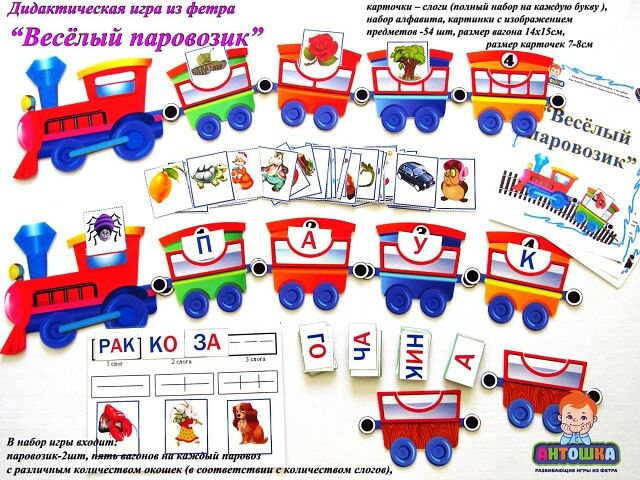 Дидактическая игра из фетра
“Весёлый паровозик”
карточки – слоги (полный набор на каждую букву ),
набор алфавита, картинки с изображением
предметов -54 шт, размер вагона 14х15см,
размер карточек 7-8см
4
“Весёлый
паровозик”
П А У К
РАК КО ЗА
1 слог 2 слога 3 слога
ГО ЧА НИК А
В набор игры входит:
паровозик-2шт, пять вагонов на каждый паровоз
с различным количеством окошек (в соответствии с количеством слогов),
АНТОШКА
РАЗВИВАЮЩИЕ ИГРЫ ИЗ ФЕТРА